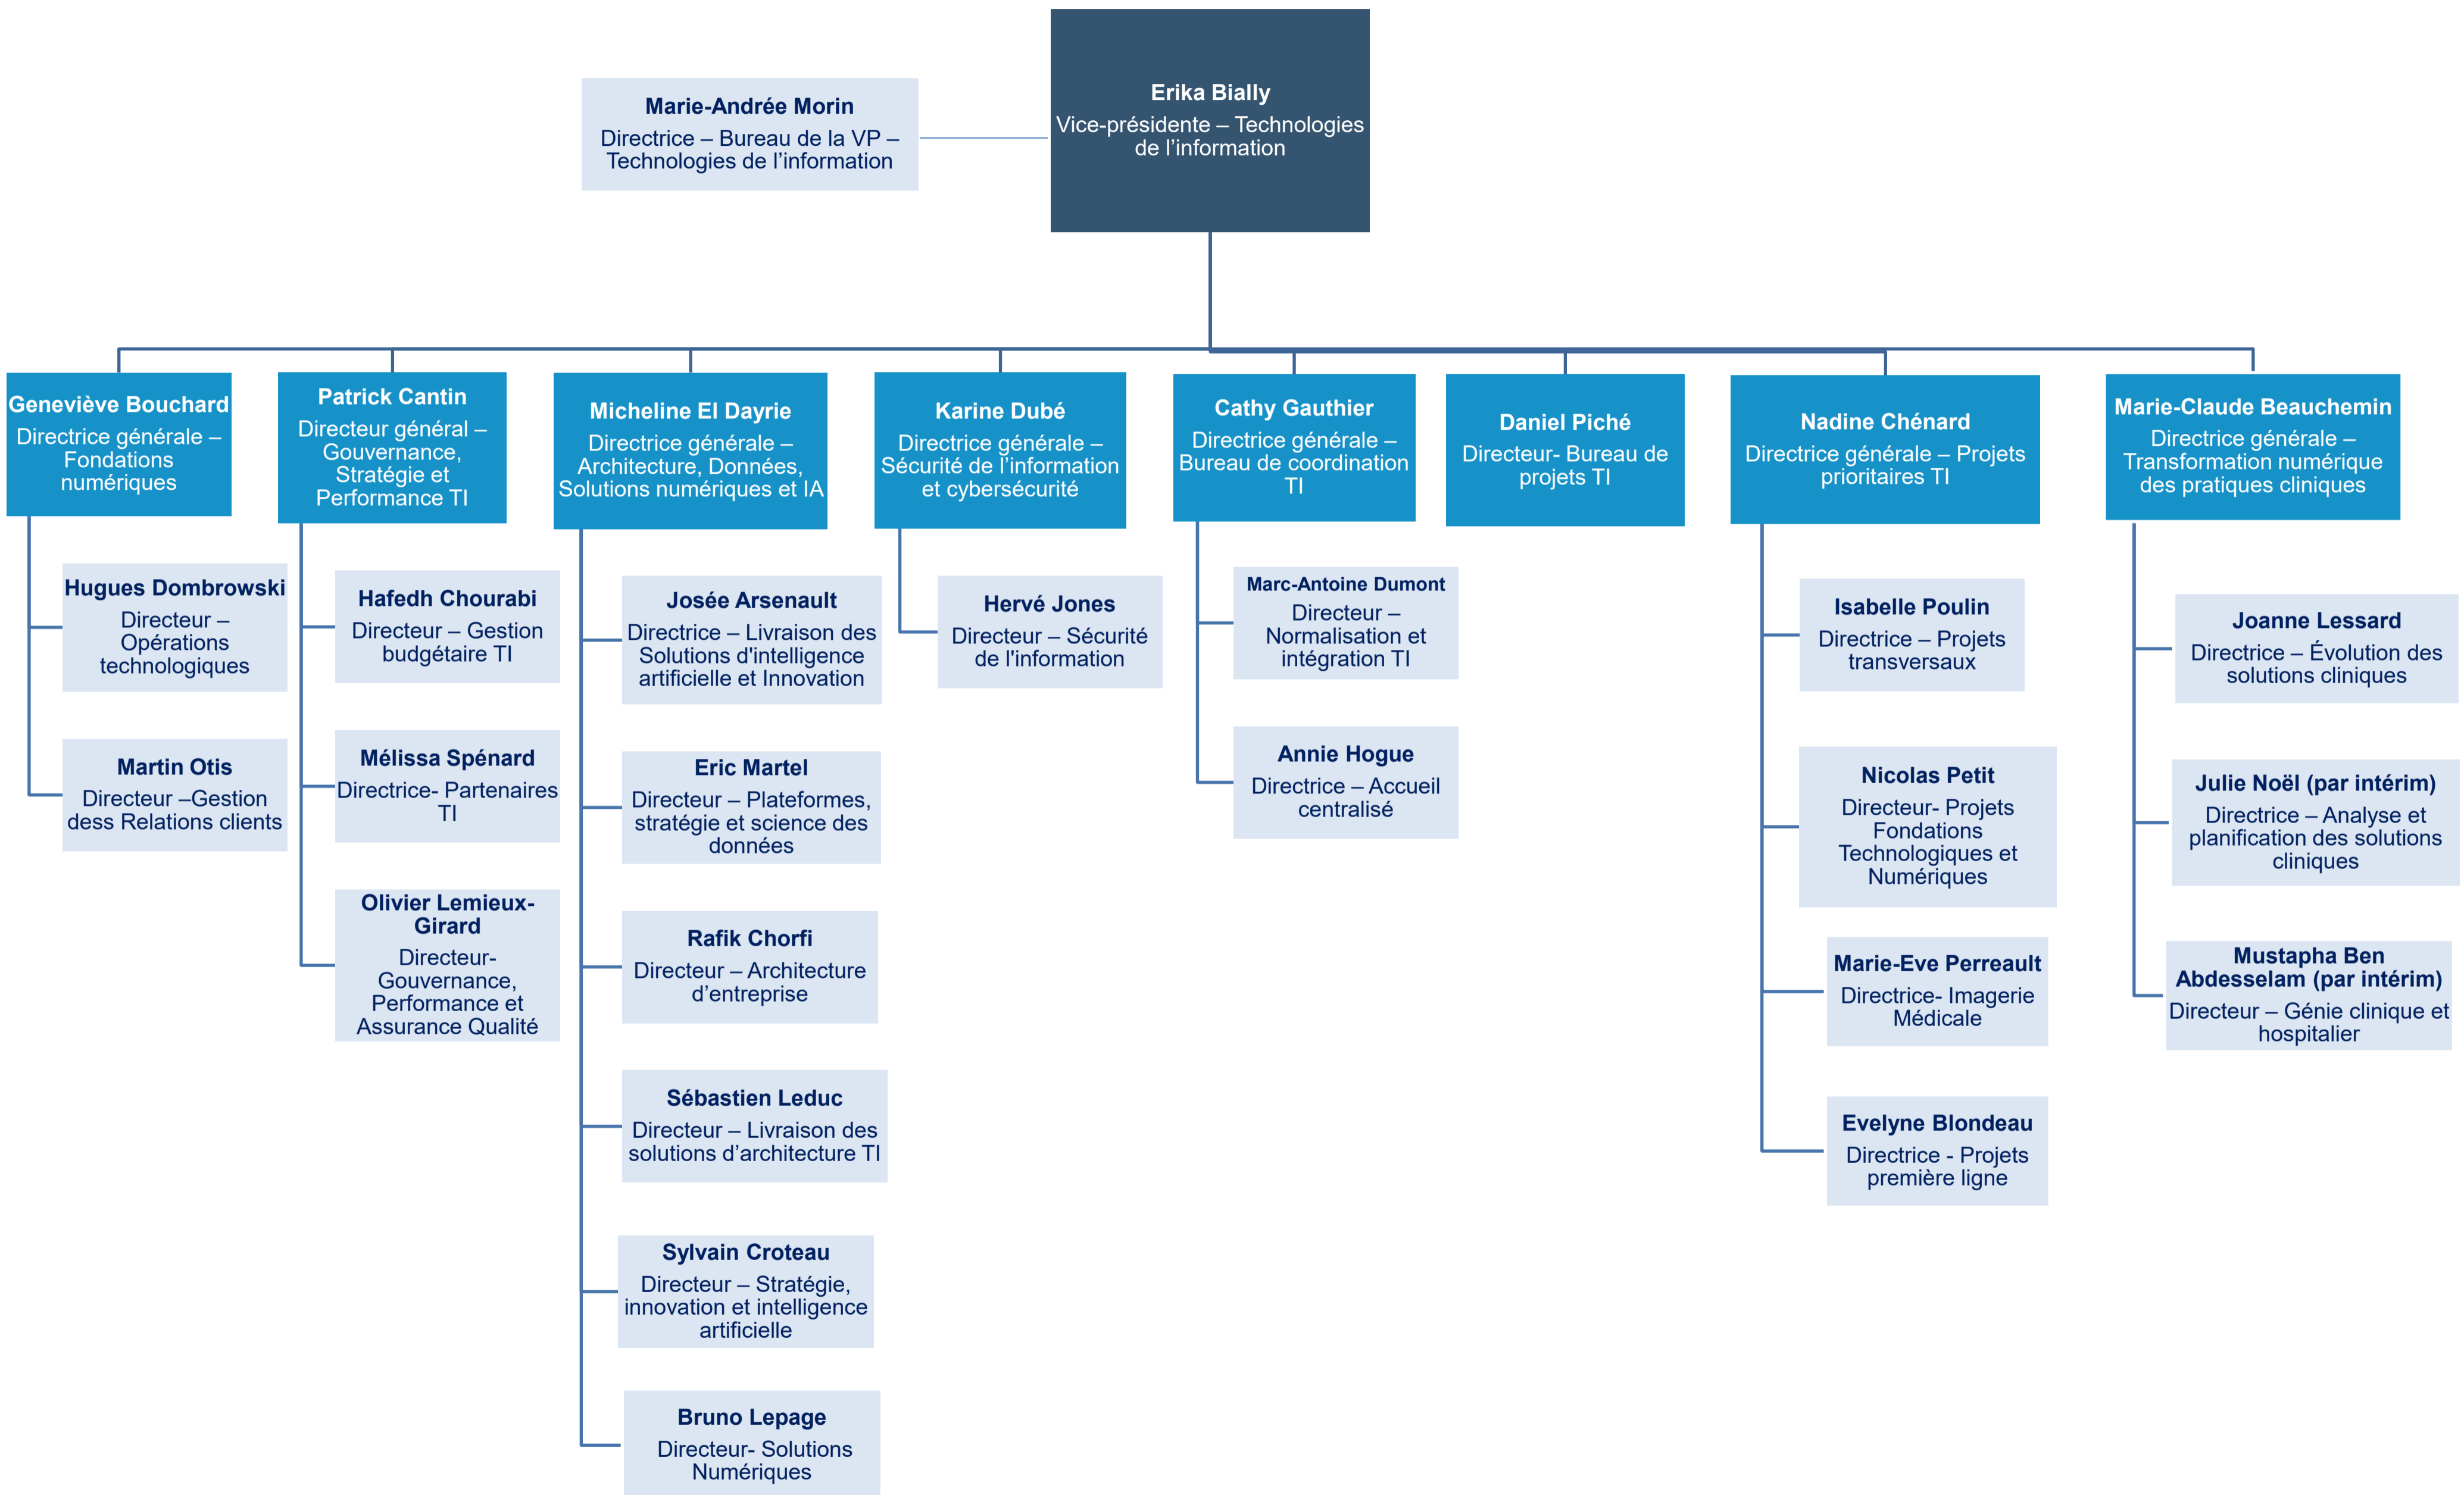 Marie-Andrée Morin
Directrice – Bureau de la VP –
Technologies de l’information
Erika Bially
Vice-présidente – Technologies
de l’information
Geneviève Bouchard
Directrice générale –
Fondations
numériques
Patrick Cantin
Directeur général –
Gouvernance,
Stratégie et
Performance TI
Micheline El Dayrie
Directrice générale –
Architecture, Données,
Solutions numériques et IA
Karine Dubé
Directrice générale –
Sécurité de l’information
et cybersécurité
Cathy Gauthier
Directrice générale –
Bureau de coordination
TI
Daniel Piché
Directeur- Bureau de
projets TI
Nadine Chénard
Directrice générale – Projets
prioritaires TI
Marie-Claude Beauchemin
Directrice générale –
Transformation numérique
des pratiques cliniques
Hugues Dombrowski
Directeur –
Opérations
technologiques
Martin Otis
Directeur –Gestion
dess Relations clients
Hafedh Chourabi
Directeur – Gestion
budgétaire TI
Mélissa Spénard
Directrice- Partenaires
TI
Olivier Lemieux-
Girard
Directeur-
Gouvernance,
Performance et
Assurance Qualité
Josée Arsenault
Directrice – Livraison des
Solutions d'intelligence
artificielle et Innovation
Eric Martel
Directeur – Plateformes,
stratégie et science des
données
Rafik Chorfi
Directeur – Architecture
d’entreprise
Sébastien Leduc
Directeur – Livraison des
solutions d’architecture TI
Sylvain Croteau
Directeur – Stratégie,
innovation et intelligence
artificielle
Bruno Lepage
Directeur- Solutions
Numériques
Hervé Jones
Directeur – Sécurité
de l'information
Marc-Antoine Dumont
Directeur –
Normalisation et
intégration TI
Annie Hogue
Directrice – Accueil
centralisé
Isabelle Poulin
Directrice – Projets
transversaux
Nicolas Petit
Directeur- Projets
Fondations
Technologiques et
Numériques
Marie-Eve Perreault
Directrice- Imagerie
Médicale
Evelyne Blondeau
Directrice - Projets
première ligne
Joanne Lessard
Directrice – Évolution des
solutions cliniques
Julie Noël (par intérim)
Directrice – Analyse et
planification des solutions
cliniques
Mustapha Ben
Abdesselam (par intérim)
Directeur – Génie clinique et
hospitalier